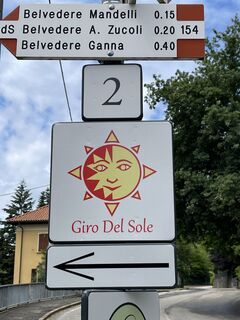 Belvedere Mandelli 0.15
dS Belvedere A. Zucoli 0.20 154
Belvedere Ganna 0.40
2
Giro Del Sole